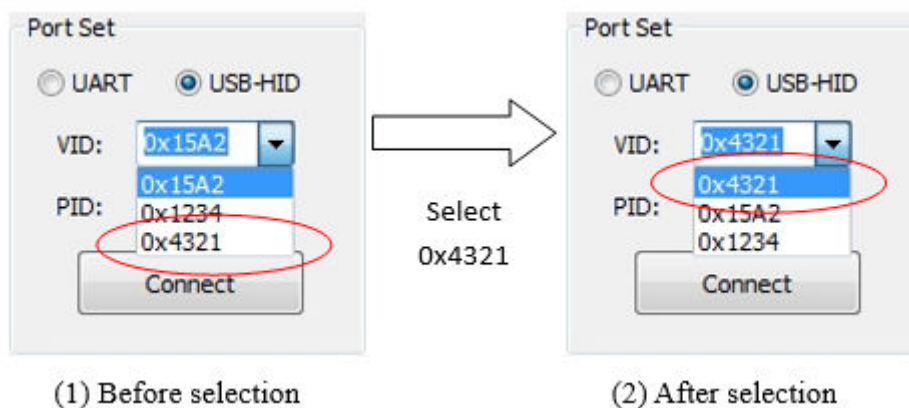 Port Set
UART USB-HID
VID: 0x15A2
0x15A2
PID: 0x1234
0x4321
Connect
(1) Before selection
Select
0x4321
Port Set
UART USB-HID
VID: 0x4321
0x4321
PID: 0x15A2
0x1234
Connect
(2) After selection